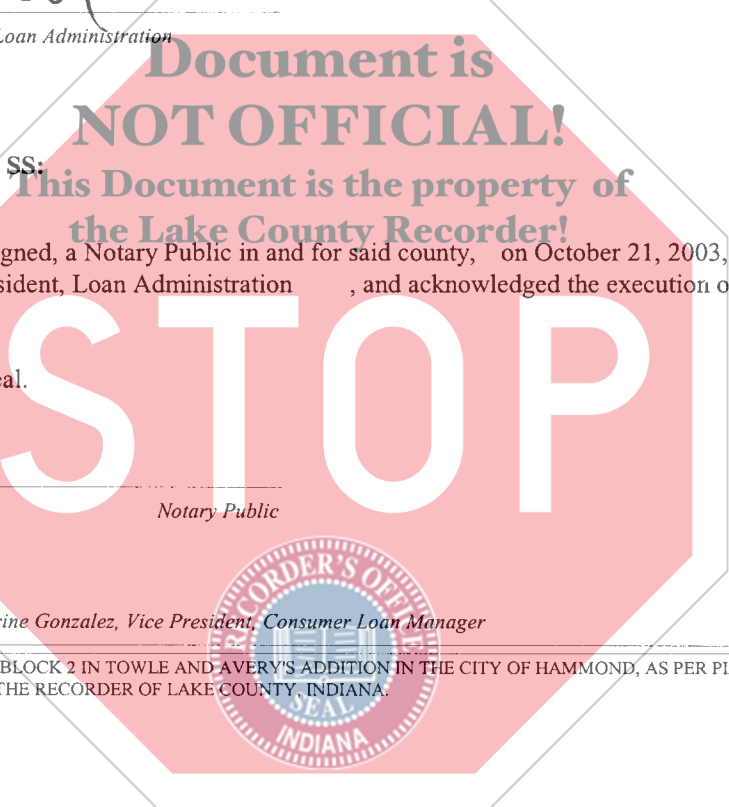 Loan Administration
Document is
NOT OFFICIAL!
SS:
This Document is the property of
the Lake County Recorder!
gned, a Notary Public in and for said county, on October 21, 2003,
sident, Loan Administration , and acknowledged the execution o
STOP
eal.
Notary Public
RECORDER'S OFFICE
rine Gonzalez, Vice President, Consumer Loan Manager
BLOCK 2 IN TOWLE AND AVERY'S ADDITION IN THE CITY OF HAMMOND, AS PER PL
THE RECORDER OF LAKE COUNTY, INDIANA.
SEAL
INDIANA